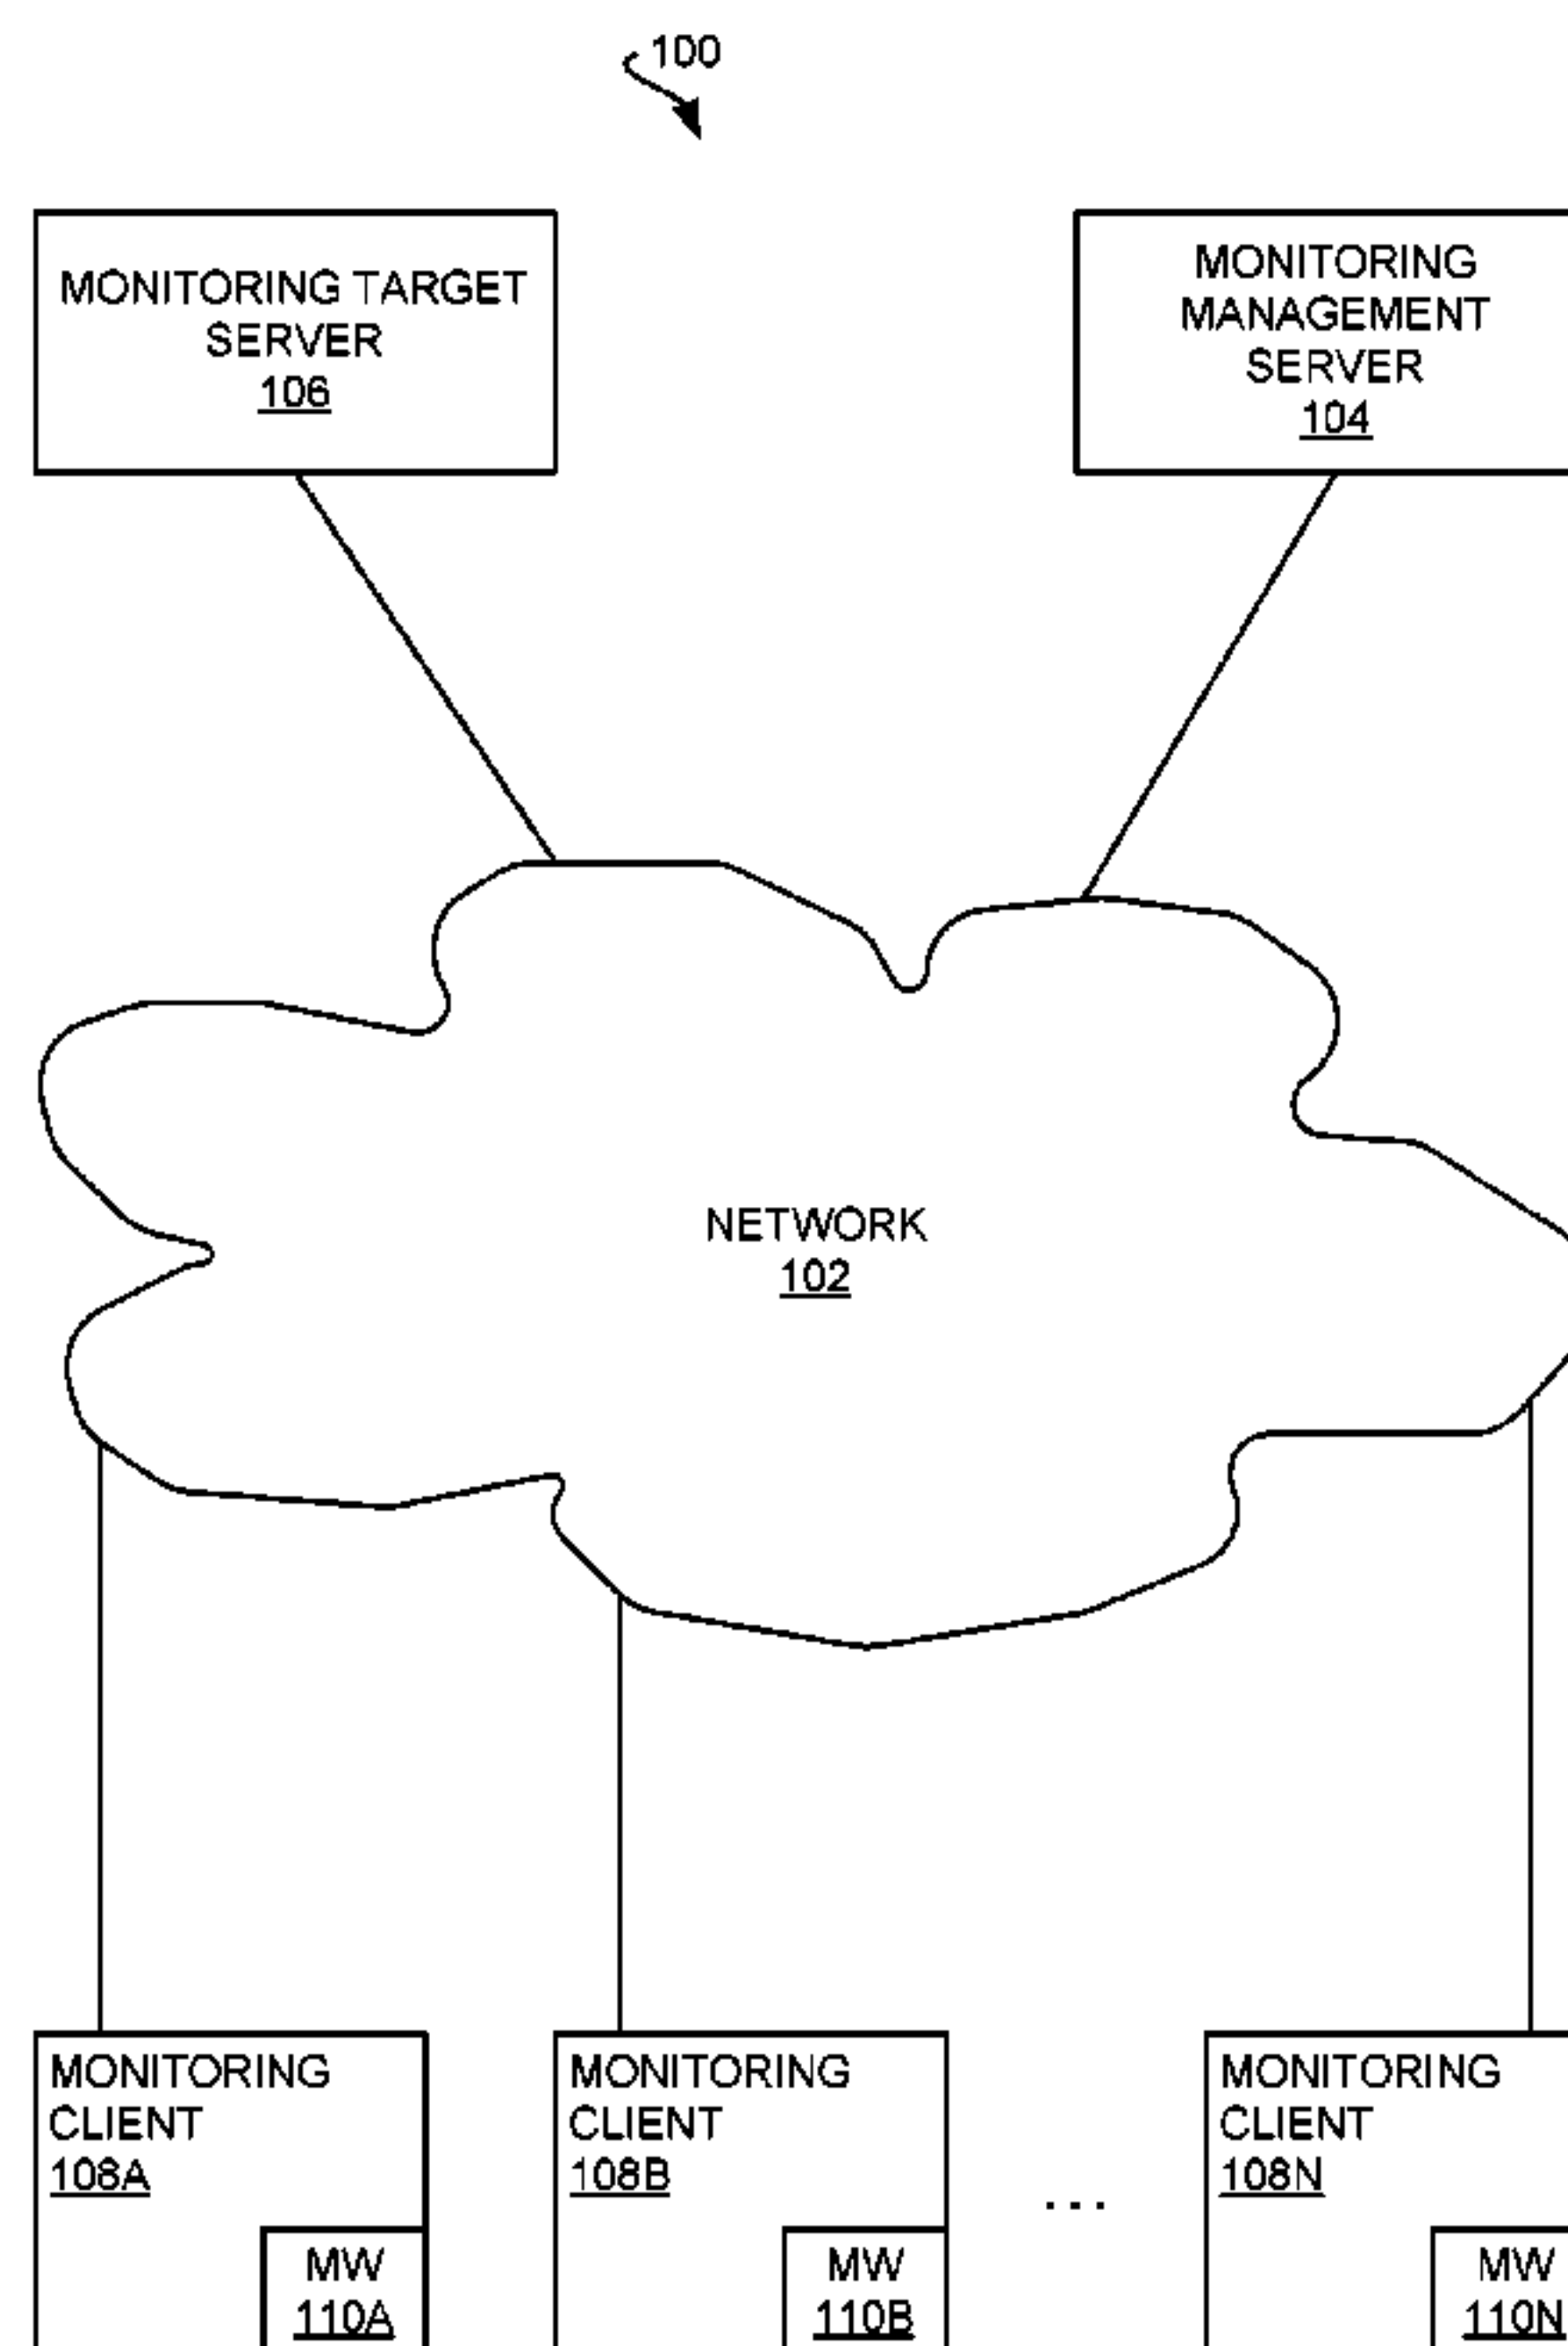 100
MONITORING TARGET
SERVER
106
MONITORING
MANAGEMENT
SERVER
104
NETWORK
102
MONITORING
CLIENT
108A
MW
110A
MONITORING
CLIENT
108B
MW
110B
...
MONITORING
CLIENT
108N
MW
110N